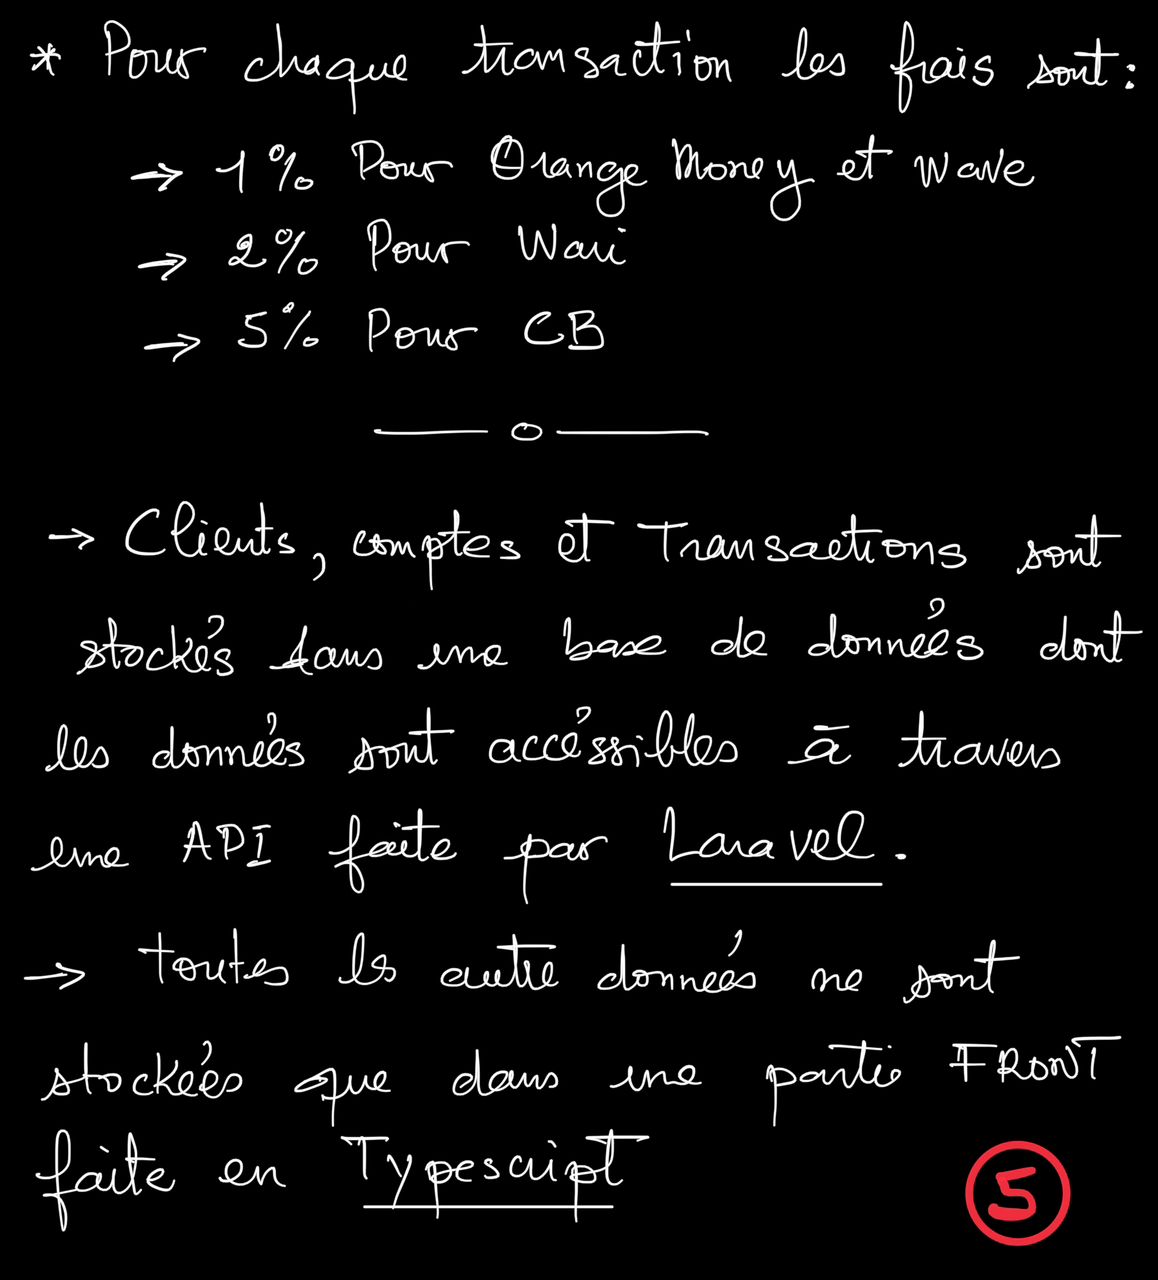 * Pour chaque transaction les frais sont :
→ 1% Pour Orange Money et Wave
→ 2% Pour Wari
→ 5% Pour CB
→ Clients, comptes et Transactions sont
stockés dans une base de données dont
les données sont accéssibles à travers
une API faite par Laravel.
→ toutes les autre données ne sont
stockées que dans une partie FRONT
faite en Typescript
5